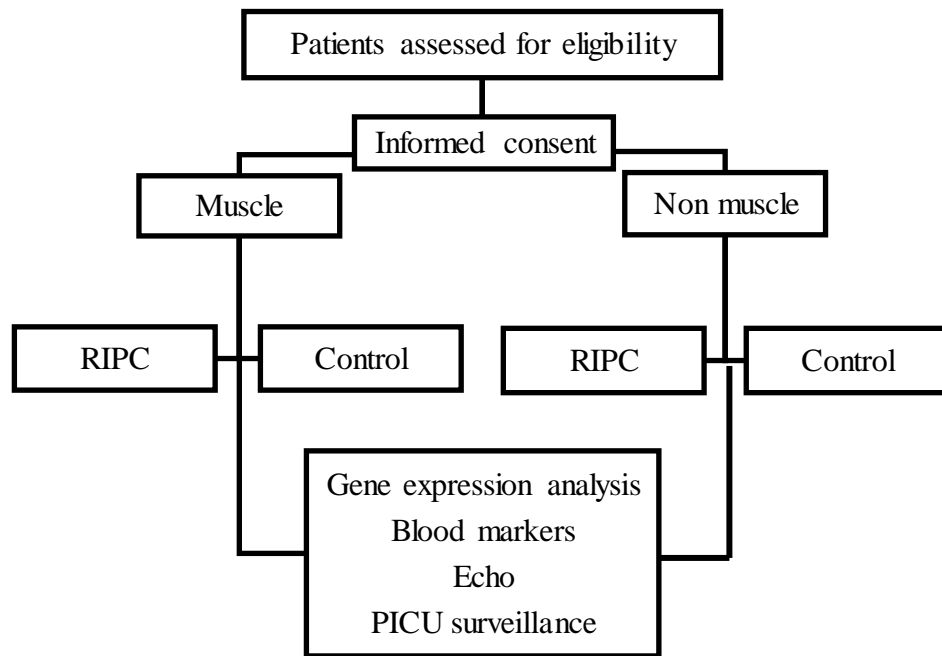 Patients assessed for eligibility
Informed consent
Muscle
Non muscle
RIPC
Control
RIPC
Control
Gene expression analysis
Blood markers
Echo
PICU surveillance